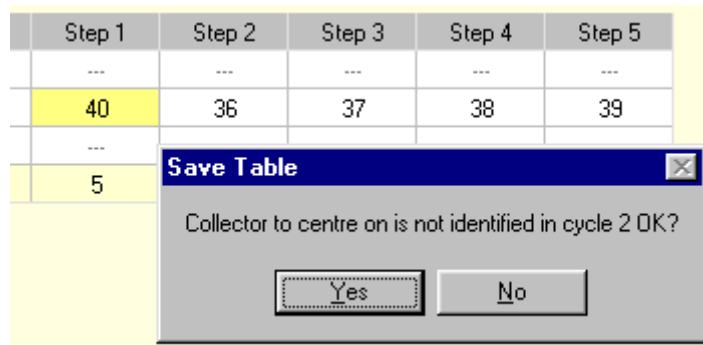 Step 1 Step 2 Step 3 Step 4 Step 5
--- --- --- --- ---
40 36 37 38 39
---
5
Save Table
Collector to centre on is not identified in cycle 2 OK?
Yes No